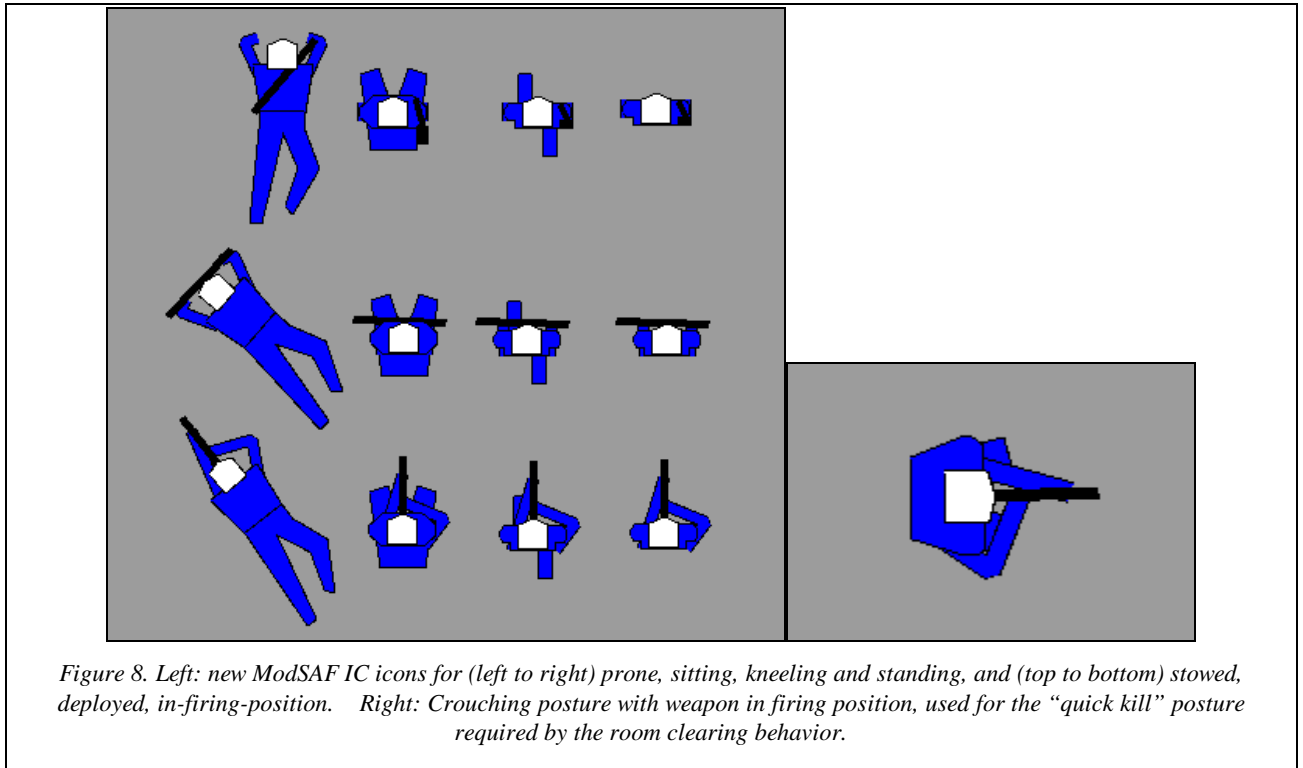 Figure 8. Left: new ModSAF IC icons for (left to right) prone, sitting, kneeling and standing, and (top to bottom) stowed,
deployed, in-firing-position. Right: Crouching posture with weapon in firing position, used for the “quick kill” posture
required by the room clearing behavior.